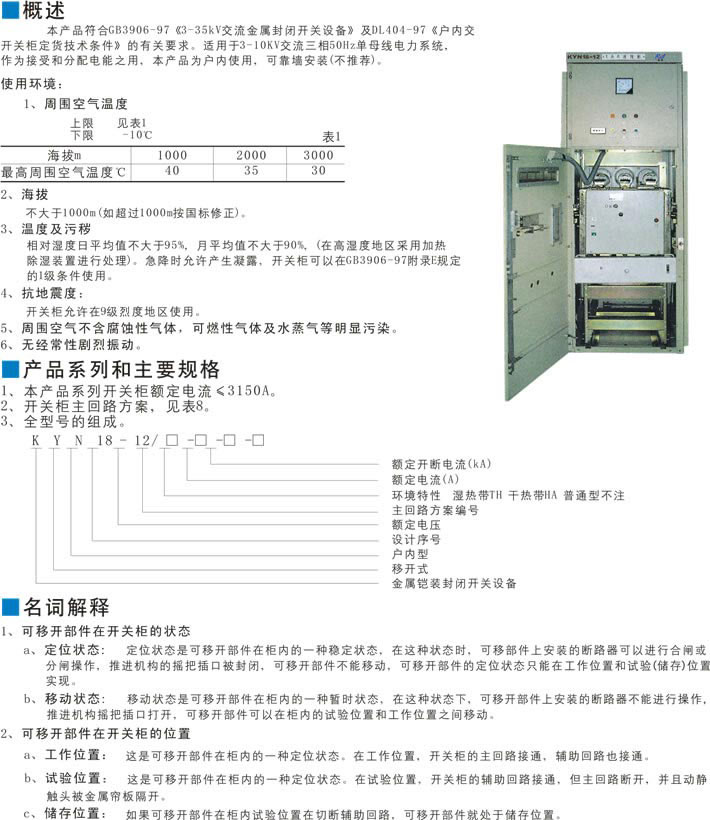 概述
本产品符合GB3906-97《3-35kV交流金属封闭开关设备》及DL404-97《户内交
开关柜定货技术条件》的有关要求。适用于3-10KV交流三相50Hz单母线电力系统,
作为接受和分配电能之用，本产品为户内使用，可靠墙安装(不推荐)。
KYN18-12
使用环境：
1、周围空气温度
上限 见表1
下限 -10℃
表1
海拔m 1000 2000 3000
最高周围空气温度℃ 40 35 30
2、海拔
不大于1000m(如超过1000m按国标修正)。
3、温度及污秽
相对湿度日平均值不大于95%，月平均值不大于90%，(在高湿度地区采用加热
除湿装置进行处理)。急降时允许产生凝露，开关柜可以在GB3906-97附录E规定
的1级条件使用。
4、抗地震度：
开关柜允许在9级烈度地区使用。
5、周围空气不含腐蚀性气体，可燃性气体及水蒸气等明显污染。
6、无经常性剧烈振动。
产品系列和主要规格
1、本产品系列开关柜额定电流≤3150A。
2、开关柜主回路方案，见表8。
3、全型号的组成。
K Y N 18-12/□-□-□-□
额定开断电流(kA)
额定电流(A)
环境特性 湿热带TH 干热带HA 普通型不注
主回路方案编号
额定电压
设计序号
户内型
移开式
金属铠装封闭开关设备
名词解释
1、可移开部件在开关柜的状态
a、定位状态： 定位状态是可移开部件在柜内的一种稳定状态，在这种状态时，可移部件上安装的断路器可以进行合闸或
分闸操作，推进机构的摇把插口被封闭，可移开部件不能移动，可移开部件的定位状态只能在工作位置和试验(储存)位置
实现。
b、移动状态： 移动状态是可移开部件在柜内的一种暂时状态，在这种状态下，可移开部件上安装的断路器不能进行操作，
推进机构摇把插口打开，可移开部件可以在柜内的试验位置和工作位置之间移动。
2、可移开部件在开关柜的位置
a、工作位置： 这是可移开部件在柜内的一种定位状态。在工作位置，开关柜的主回路接通，辅助回路也接通。
b、试验位置： 这是可移开部件在柜内的一种定位状态。在试验位置，开关柜的辅助回路接通，但主回路断开，并且动静
触头被金属帘板隔开。
c、储存位置： 如果可移开部件在柜内试验位置在切断辅助回路，可移开部件就处于储存位置。